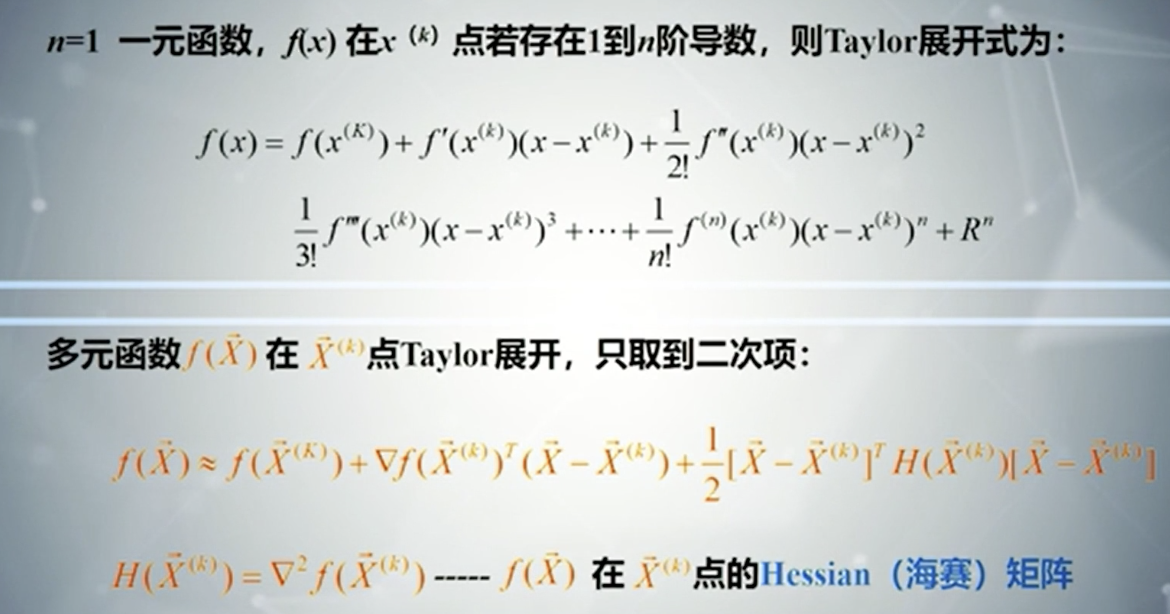 n=1 一元函数，f(x) 在x ⁽ᵏ⁾ 点若存在1到n阶导数，则Taylor展开式为：
f(x) = f(x^(K)) + f′(x^(k))(x − x^(k)) + 1/2! f″(x^(k))(x − x^(k))²
1/3! f‴(x^(k))(x − x^(k))³ + ⋯ + 1/n! f^(n)(x^(k))(x − x^(k))ⁿ + Rⁿ
多元函数f(X⃗) 在 X⃗^(k)点Taylor展开，只取到二次项：
f(X⃗) ≈ f(X⃗^(K)) + ∇f(X⃗^(k))ᵀ(X⃗ − X⃗^(k)) + 1/2 [X⃗ − X⃗^(k)]ᵀ H(X⃗^(k))[X⃗ − X⃗^(k)]
H(X⃗^(k)) = ∇² f(X⃗^(k)) ----- f(X⃗) 在 X⃗^(k)点的Hessian（海赛）矩阵